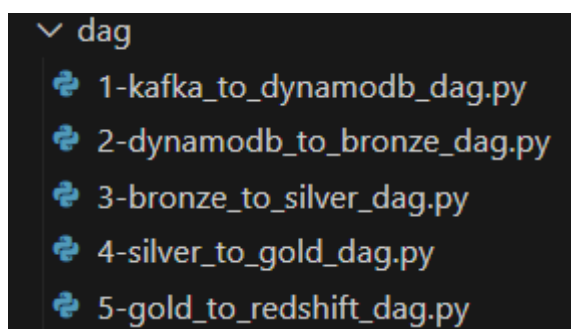 dag
1-kafka_to_dynamodb_dag.py
2-dynamodb_to_bronze_dag.py
3-bronze_to_silver_dag.py
4-silver_to_gold_dag.py
5-gold_to_redshift_dag.py